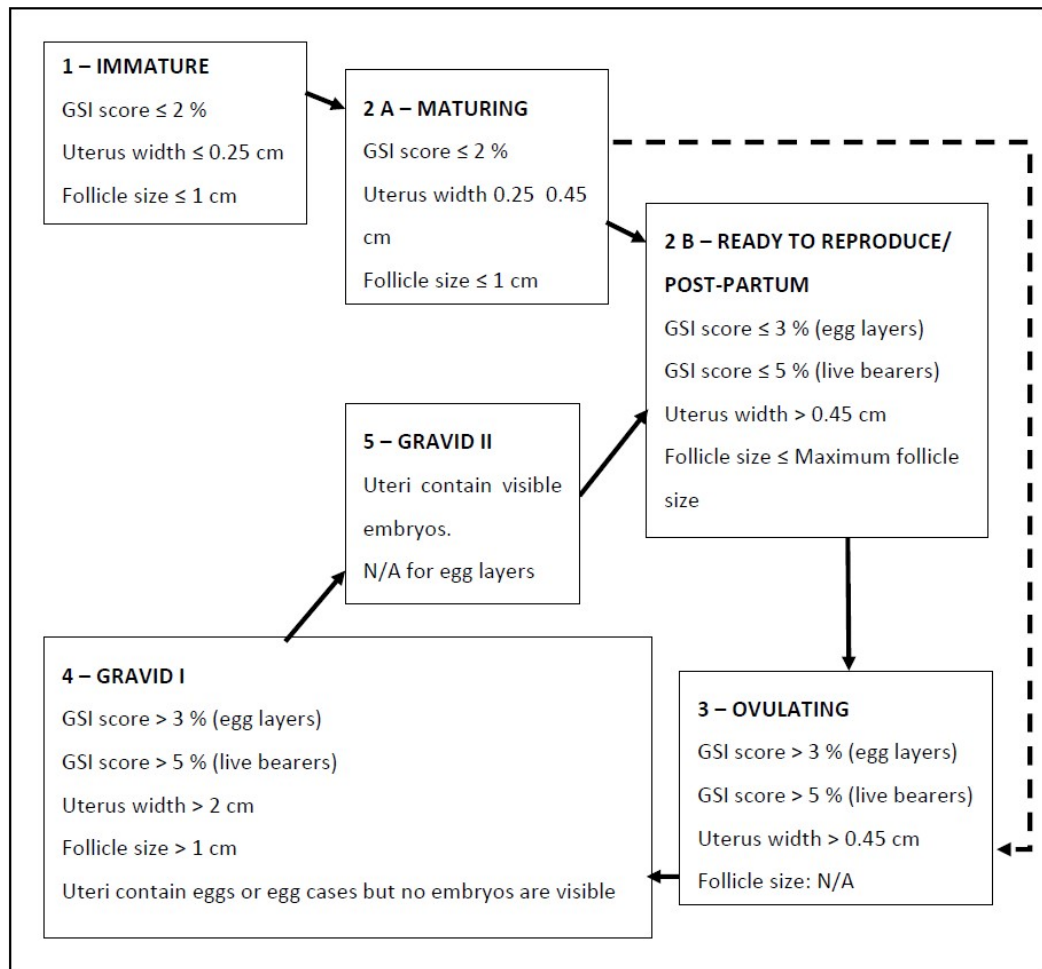 1 – IMMATURE
GSI score ≤ 2 %
Uterus width ≤ 0.25 cm
Follicle size ≤ 1 cm
2 A – MATURING
GSI score ≤ 2 %
Uterus width 0.25 0.45
cm
Follicle size ≤ 1 cm
2 B – READY TO REPRODUCE/
POST-PARTUM
GSI score ≤ 3 % (egg layers)
GSI score ≤ 5 % (live bearers)
Uterus width > 0.45 cm
Follicle size ≤ Maximum follicle
size
5 – GRAVID II
Uteri contain visible
embryos.
N/A for egg layers
4 – GRAVID I
GSI score > 3 % (egg layers)
GSI score > 5 % (live bearers)
Uterus width > 2 cm
Follicle size > 1 cm
Uteri contain eggs or egg cases but no embryos are visible
3 – OVULATING
GSI score > 3 % (egg layers)
GSI score > 5 % (live bearers)
Uterus width > 0.45 cm
Follicle size: N/A